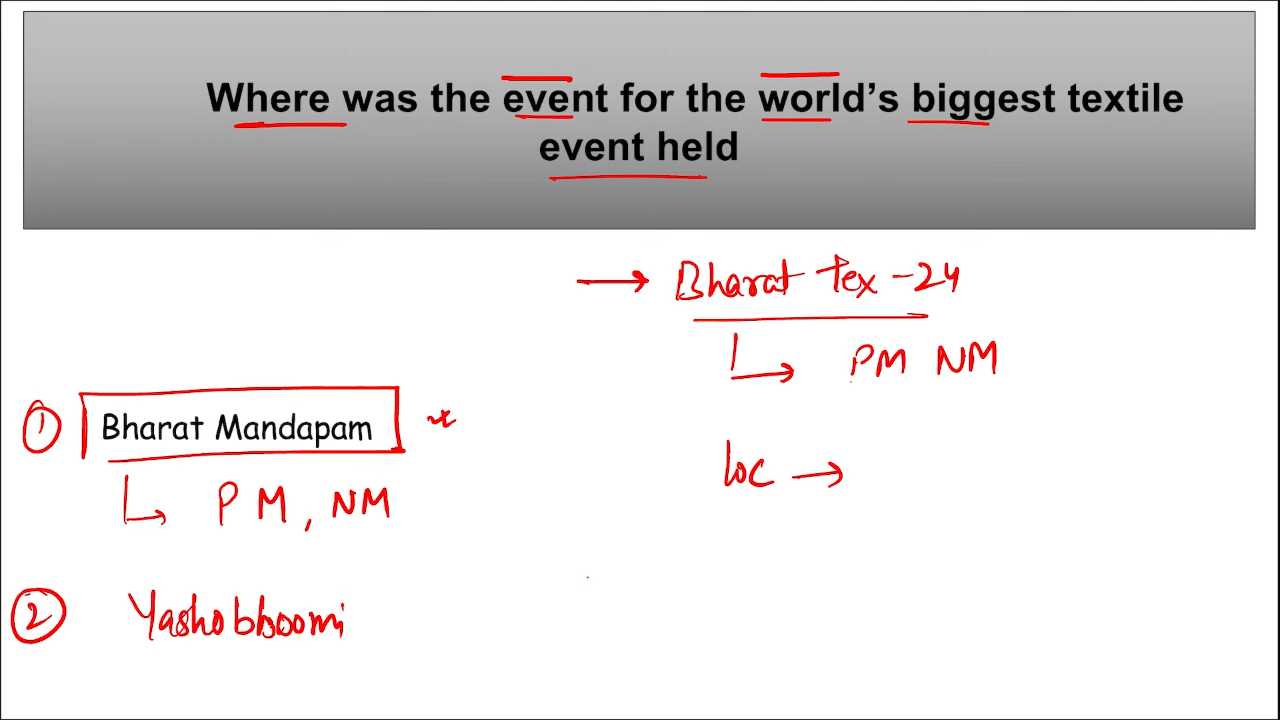 Where was the event for the world’s biggest textile
event held
→ Bharat Tex -24
PM NM
1 Bharat Mandapam
loc →
PM, NM
2 Yashobhoomi